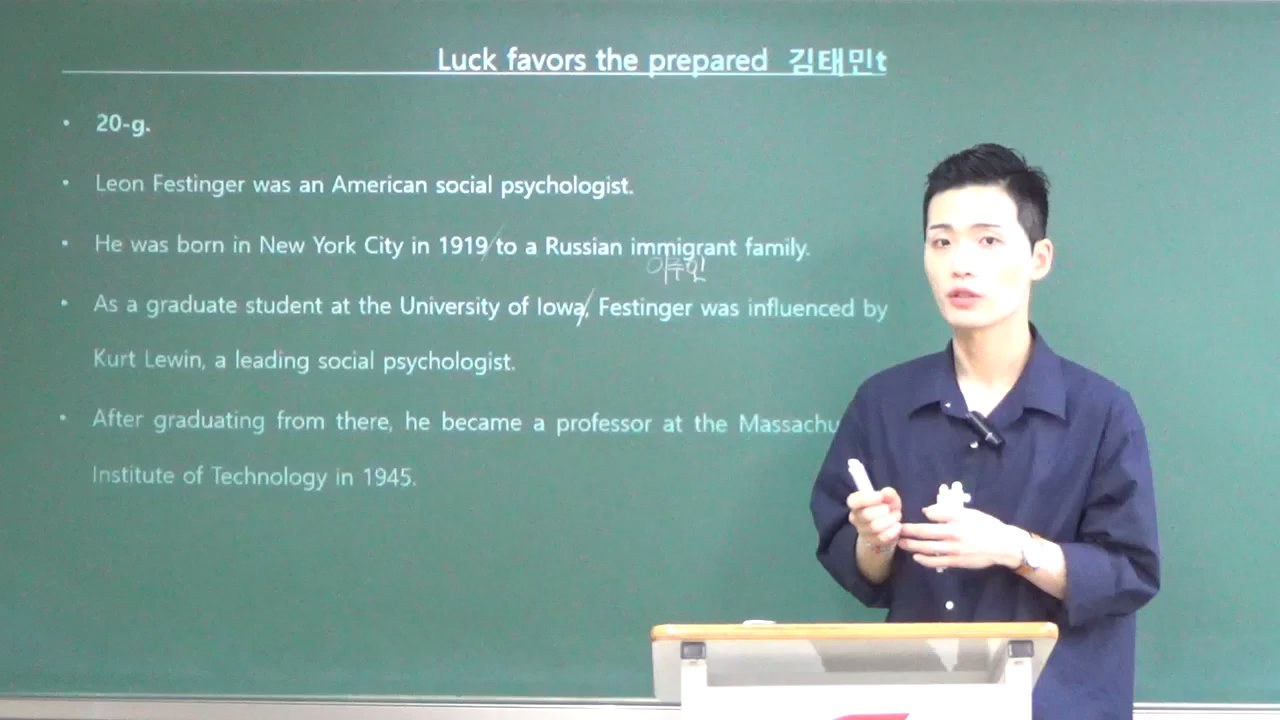 Luck favors the prepared 김태민t
• 20-g.
• Leon Festinger was an American social psychologist.
• He was born in New York City in 1919 / to a Russian immigrant family.
이주인
• As a graduate student at the University of Iowa, / Festinger was influenced by
Kurt Lewin, a leading social psychologist.
• After graduating from there, he became a professor at the Massachu
Institute of Technology in 1945.